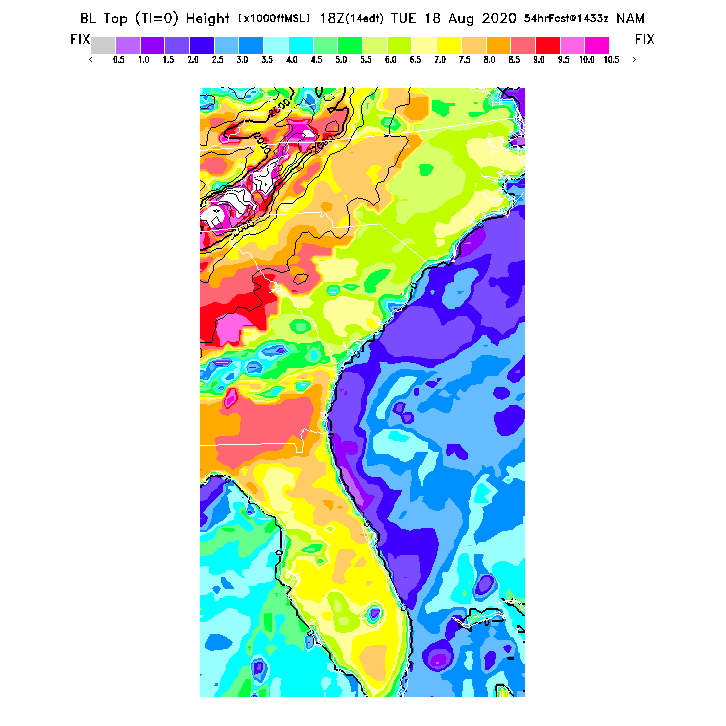 BL Top (TI=0) Height [x1000ftMSL] 18Z(14edt) TUE 18 Aug 2020 54hrFcst@1433z NAM
FIX FIX
< 0.5 1.0 1.5 2.0 2.5 3.0 3.5 4.0 4.5 5.0 5.5 6.0 6.5 7.0 7.5 8.0 8.5 9.0 9.5 10.0 10.5 >